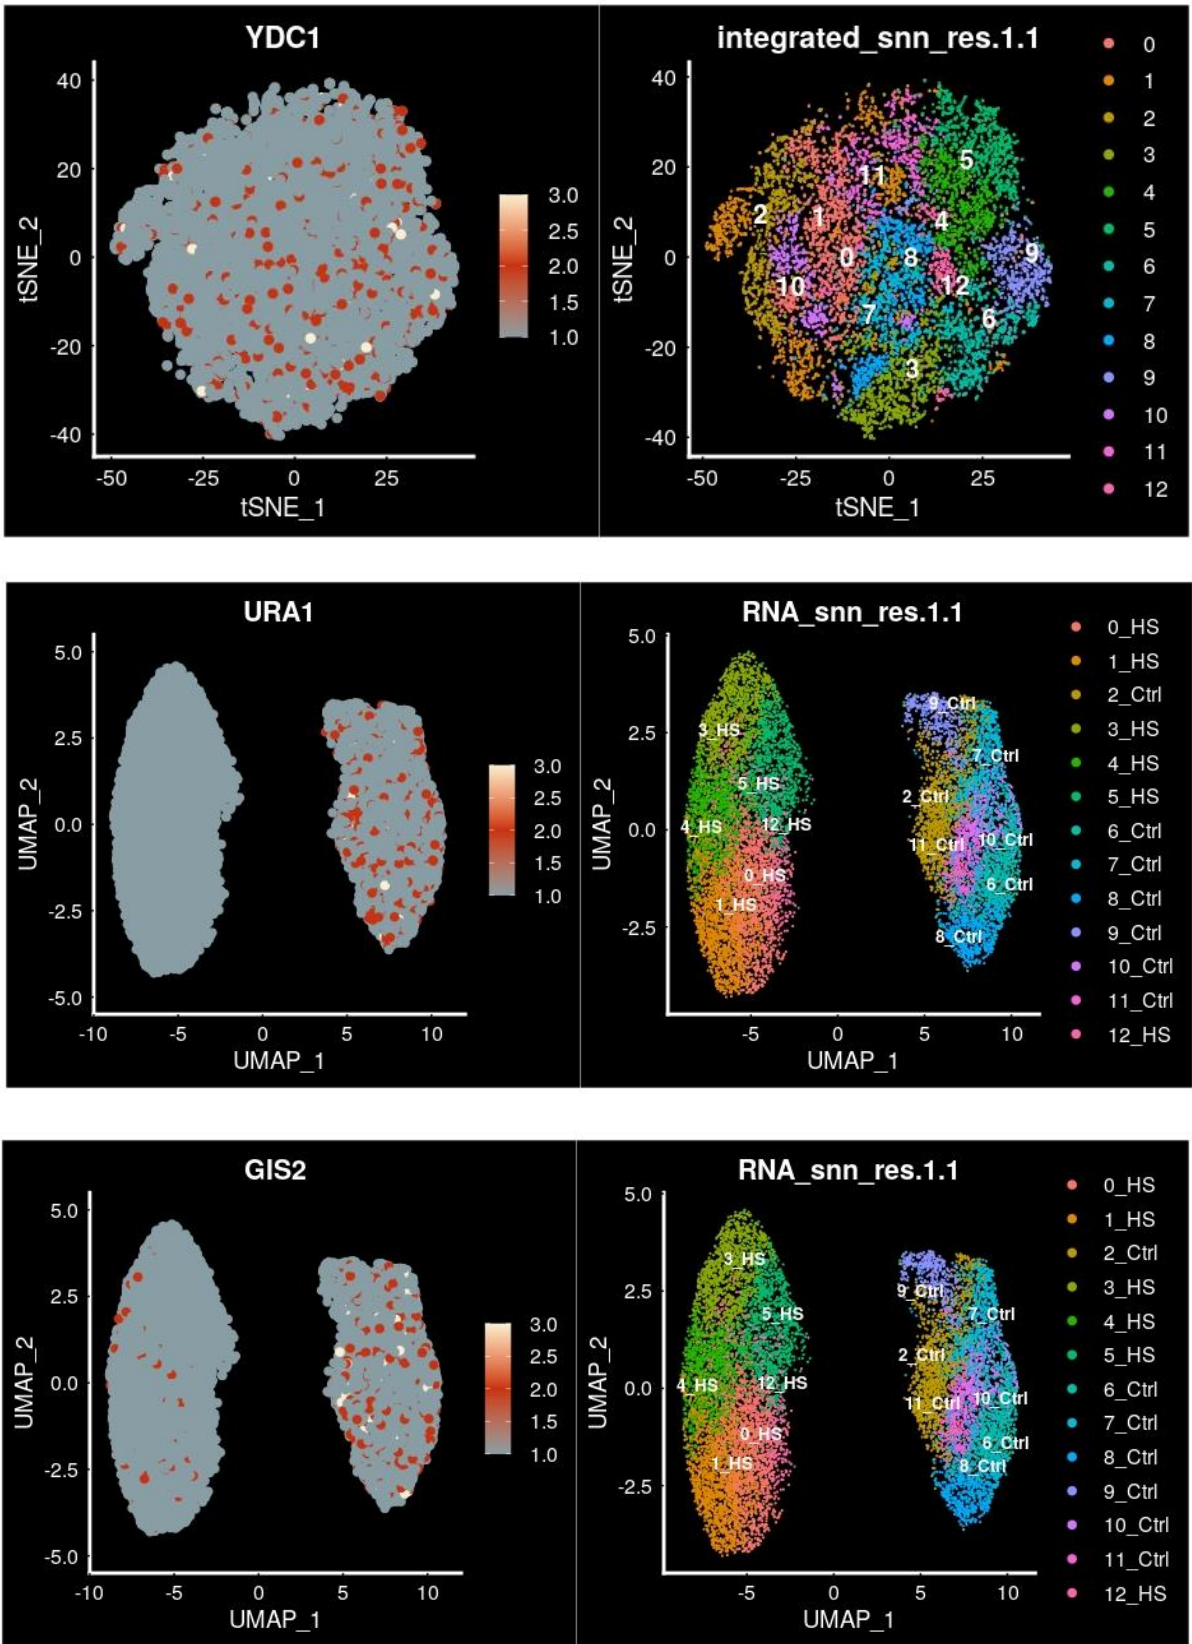 YDC1
40
20
0
-20
-40
tSNE_2
-50 -25 0 25
tSNE_1
3.0
2.5
2.0
1.5
1.0
integrated_snn_res.1.1
40
20
0
-20
-40
tSNE_2
5
11
2
1
4
9
0
8
10
12
7
6
3
-50 -25 0 25
tSNE_1
0
1
2
3
4
5
6
7
8
9
10
11
12
URA1
5.0
2.5
0.0
-2.5
-5.0
UMAP_2
-10 -5 0 5 10
UMAP_1
3.0
2.5
2.0
1.5
1.0
RNA_snn_res.1.1
5.0
2.5
0.0
-2.5
UMAP_2
9_Ctrl
3_HS
7_Ctrl
5_HS
2_Ctrl
4_HS
12_HS
11_Ctrl
10_Ctrl
0_HS
6_Ctrl
1_HS
8_Ctrl
-5 0 5 10
UMAP_1
0_HS
1_HS
2_Ctrl
3_HS
4_HS
5_HS
6_Ctrl
7_Ctrl
8_Ctrl
9_Ctrl
10_Ctrl
11_Ctrl
12_HS
GIS2
5.0
2.5
0.0
-2.5
-5.0
UMAP_2
-10 -5 0 5 10
UMAP_1
3.0
2.5
2.0
1.5
1.0
RNA_snn_res.1.1
5.0
2.5
0.0
-2.5
UMAP_2
3_HS
9_Ctrl
5_HS
7_Ctrl
2_Ctrl
4_HS
12_HS
11_Ctrl
10_Ctrl
0_HS
6_Ctrl
1_HS
8_Ctrl
-5 0 5 10
UMAP_1
0_HS
1_HS
2_Ctrl
3_HS
4_HS
5_HS
6_Ctrl
7_Ctrl
8_Ctrl
9_Ctrl
10_Ctrl
11_Ctrl
12_HS